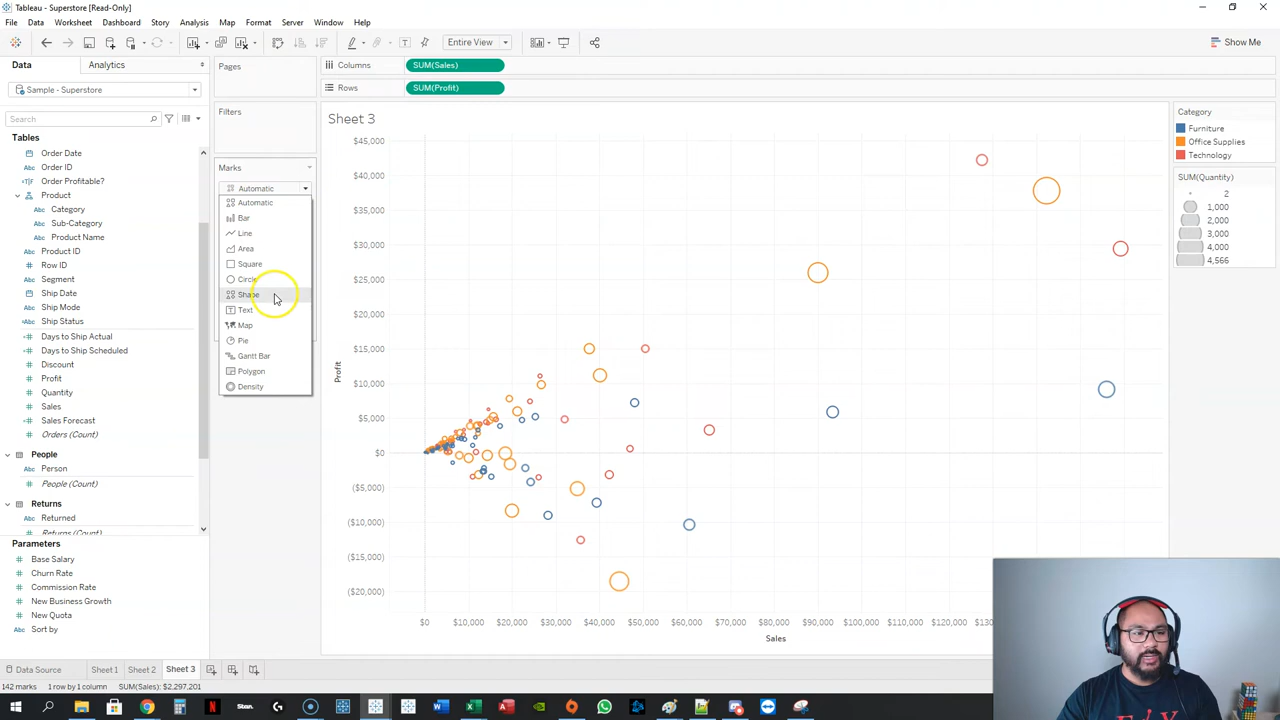 Tableau - Superstore [Read-Only]
File Data Worksheet Dashboard Story Analysis Map Format Server Window Help
Entire View
Show Me
Data Analytics
Sample - Superstore
Search
Tables
Order Date
Order ID
Order Profitable?
Product
Category
Sub-Category
Product Name
Product ID
Row ID
Segment
Ship Date
Ship Mode
Ship Status
Days to Ship Actual
Days to Ship Scheduled
Discount
Profit
Quantity
Sales
Sales Forecast
Orders (Count)
People
Person
People (Count)
Returns
Returned
Returns (Count)
Parameters
Base Salary
Churn Rate
Commission Rate
New Business Growth
New Quota
Sort by
Pages
Filters
Marks
Automatic
Automatic
Bar
Line
Area
Square
Circle
Shape
Text
Map
Pie
Gantt Bar
Polygon
Density
Columns SUM(Sales)
Rows SUM(Profit)
Sheet 3
$45,000
$40,000
$35,000
$30,000
$25,000
$20,000
$15,000
$10,000
$5,000
$0
($5,000)
($10,000)
($15,000)
($20,000)
Profit
$0 $10,000 $20,000 $30,000 $40,000 $50,000 $60,000 $70,000 $80,000 $90,000 $100,000 $110,000 $120,000
Sales
Category
Furniture
Office Supplies
Technology
SUM(Quantity)
2
1,000
2,000
3,000
4,000
4,566
Data Source Sheet 1 Sheet 2 Sheet 3
142 marks 1 row by 1 column SUM(Sales): $2,297,201